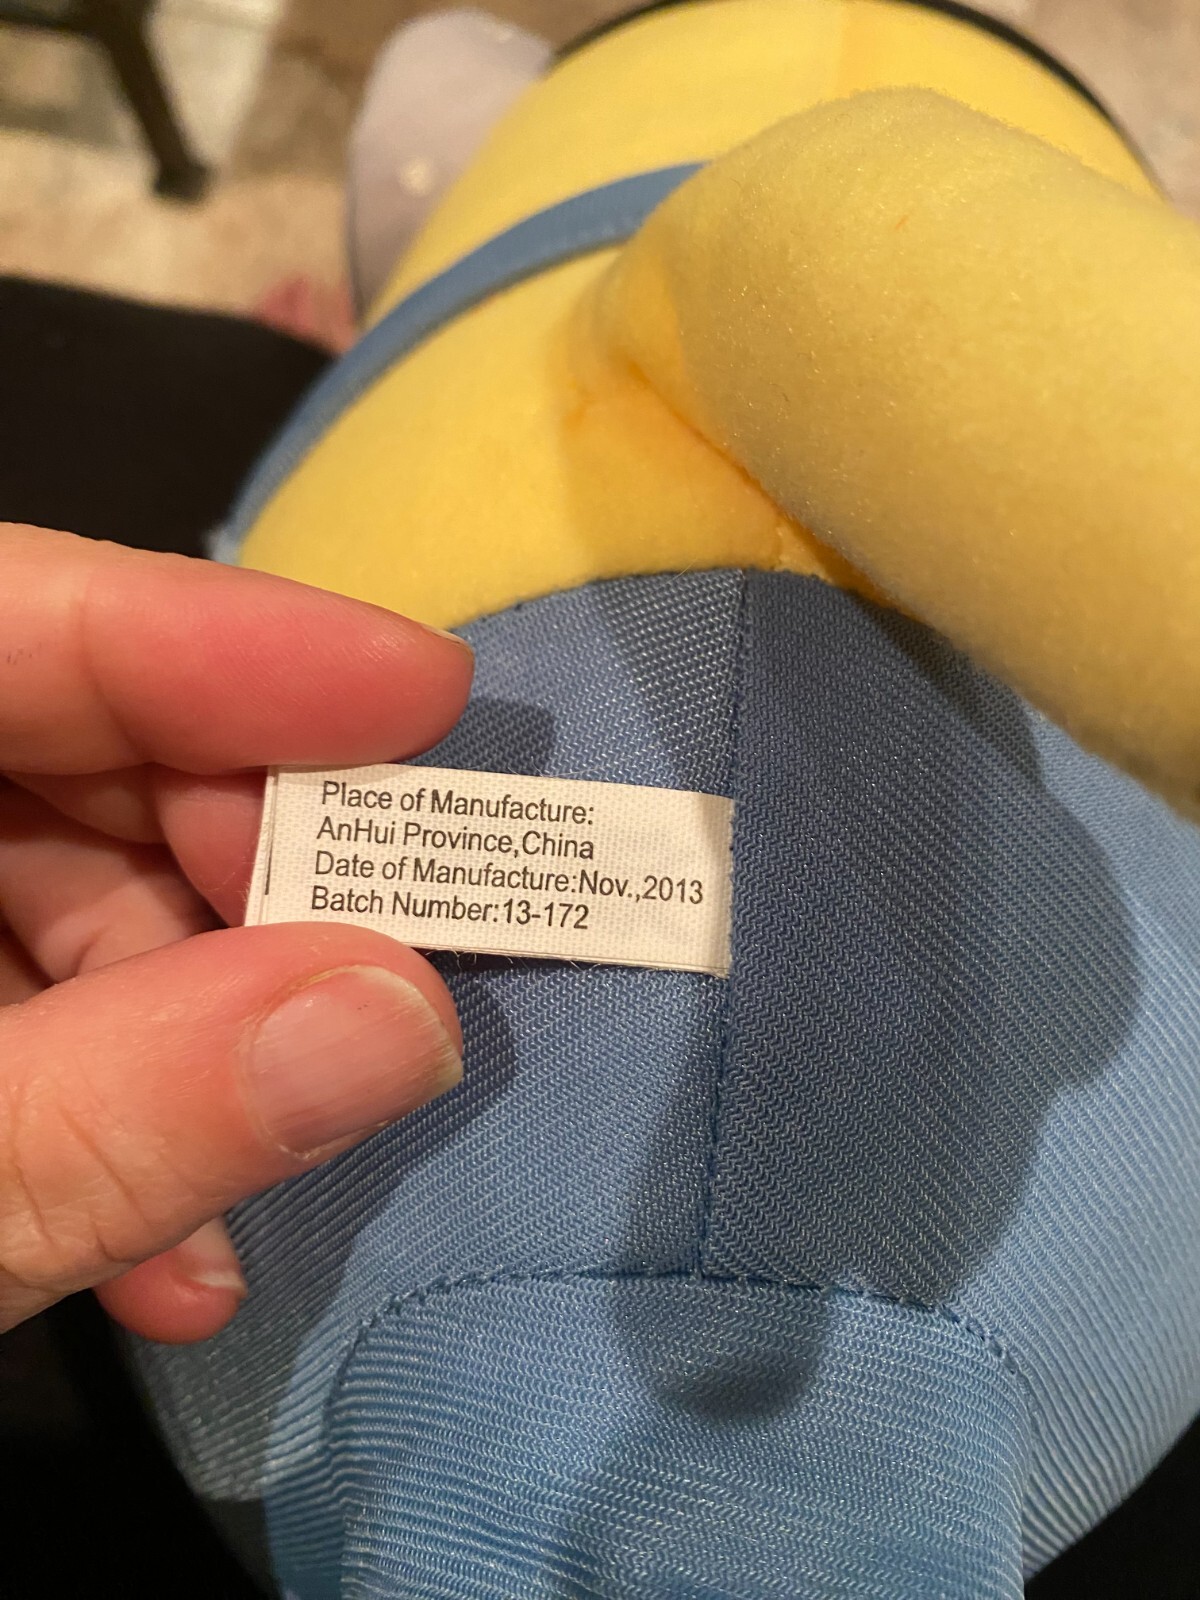 Place of Manufacture:
AnHui Province,China
Date of Manufacture:Nov.,2013
Batch Number:13-172